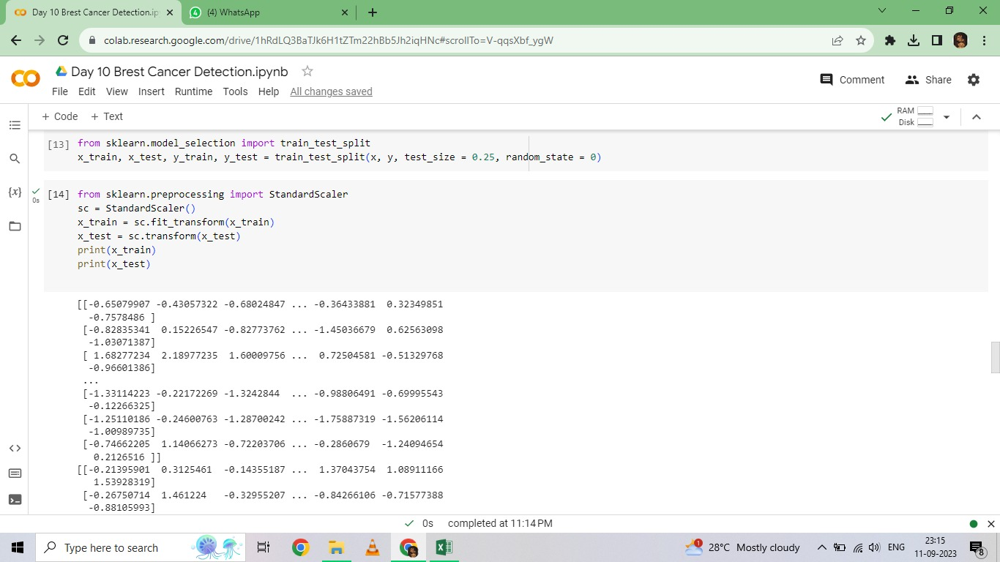 Day 10 Brest Cancer Detection.ip
(4) WhatsApp
colab.research.google.com/drive/1hRdLQ3BaTJk6H1tZTm22hBb5Jh2iqHNc#scrollTo=V-qqsXbf_ygW
Day 10 Brest Cancer Detection.ipynb
Comment
Share
File Edit View Insert Runtime Tools Help All changes saved
+ Code + Text
RAM
Disk
[13] from sklearn.model_selection import train_test_split
x_train, x_test, y_train, y_test = train_test_split(x, y, test_size = 0.25, random_state = 0)
{x}
0s
[14] from sklearn.preprocessing import StandardScaler
sc = StandardScaler()
x_train = sc.fit_transform(x_train)
x_test = sc.transform(x_test)
print(x_train)
print(x_test)
[[-0.65079907 -0.43057322 -0.68024847 ... -0.36433881 0.32349851
-0.7578486 ]
[-0.82835341 0.15226547 -0.82773762 ... -1.45036679 0.62563098
-1.03071387]
[ 1.68277234 2.18977235 1.60009756 ... 0.72504581 -0.51329768
-0.96601386]
...
[-1.33114223 -0.22172269 -1.3242844 ... -0.98806491 -0.69995543
-0.12266325]
[-1.25110186 -0.24600763 -1.28700242 ... -1.75887319 -1.56206114
-1.00989735]
[-0.74662205 1.14066273 -0.72203706 ... -0.2860679 -1.24094654
0.2126516 ]]
[[-0.21395901 0.3125461 -0.14355187 ... 1.37043754 1.08911166
1.53928319]
[-0.26750714 1.461224 -0.32955207 ... -0.84266106 -0.71577388
-0.88105993]
0s completed at 11:14 PM
Type here to search
1
28°C Mostly cloudy
ENG
23:15
11-09-2023
8